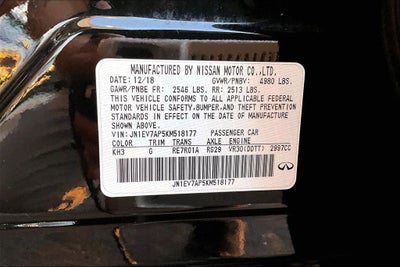 MANUFACTURED BY NISSAN MOTOR CO.,LTD.
DATE: 12/18 GVWR/PNBV: 4980 LBS.
GAWR/PNBE FR: 2546 LBS. RR: 2513 LBS.
THIS VEHICLE CONFORMS TO ALL APPLICABLE FEDERAL
MOTOR VEHICLE SAFETY,BUMPER,AND THEFT PREVENTION
STANDARDS IN EFFECT ON THE DATE OF MANUFACTURE
SHOWN ABOVE.
VIN:JN1EV7AP5KM518177 PASSENGER CAR
COLOR TRIM TRANS AXLE ENGINE
KH3 G RE7R01A RG29 VR30(DDTT) 2997CC
JN1EV7AP5KM518177